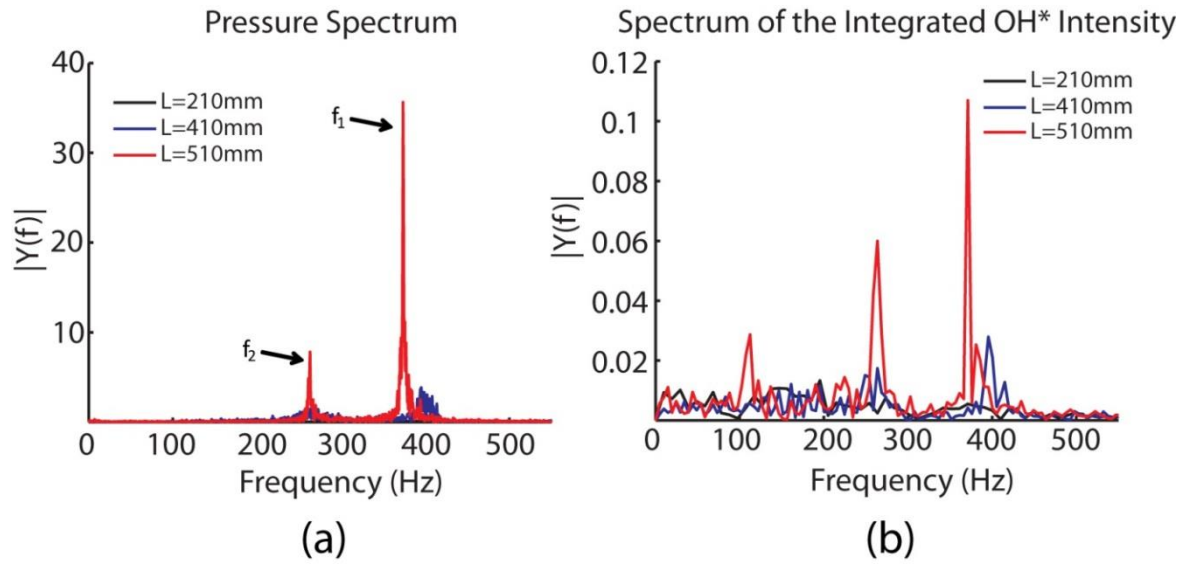 Pressure Spectrum
40
30
20
10
0
100
200
300
400
500
|Y(f)|
Frequency (Hz)
L=210mm
L=410mm
L=510mm
f₁
f₂
(a)
Spectrum of the Integrated OH* Intensity
0.12
0.1
0.08
0.06
0.04
0.02
0
100
200
300
400
500
|Y(f)|
Frequency (Hz)
L=210mm
L=410mm
L=510mm
(b)